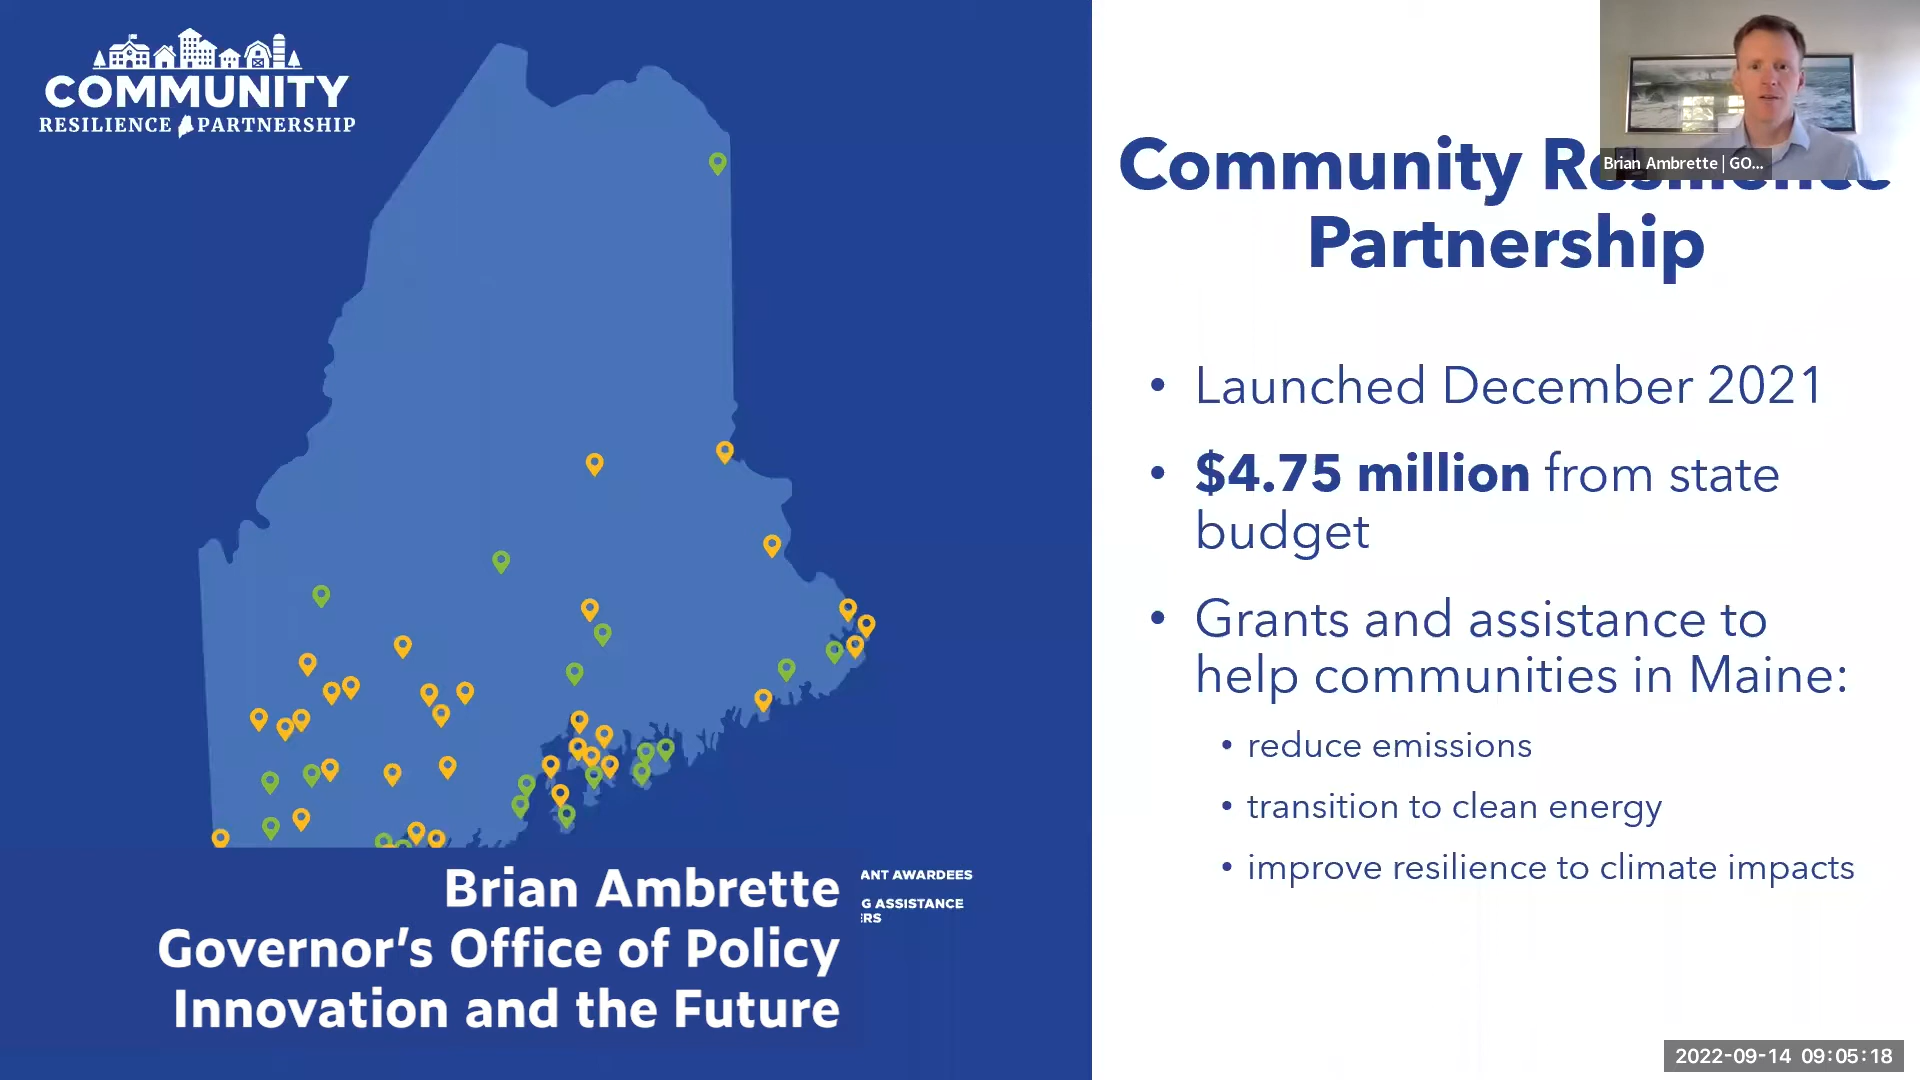 COMMUNITY
RESILIENCE PARTNERSHIP
Brian Ambrette | GO...
Community Resilience
Partnership
• Launched December 2021
• $4.75 million from state
budget
• Grants and assistance to
help communities in Maine:
• reduce emissions
• transition to clean energy
• improve resilience to climate impacts
ANT AWARDEES
G ASSISTANCE
ERS
Brian Ambrette
Governor's Office of Policy
Innovation and the Future
2022-09-14 09:05:18